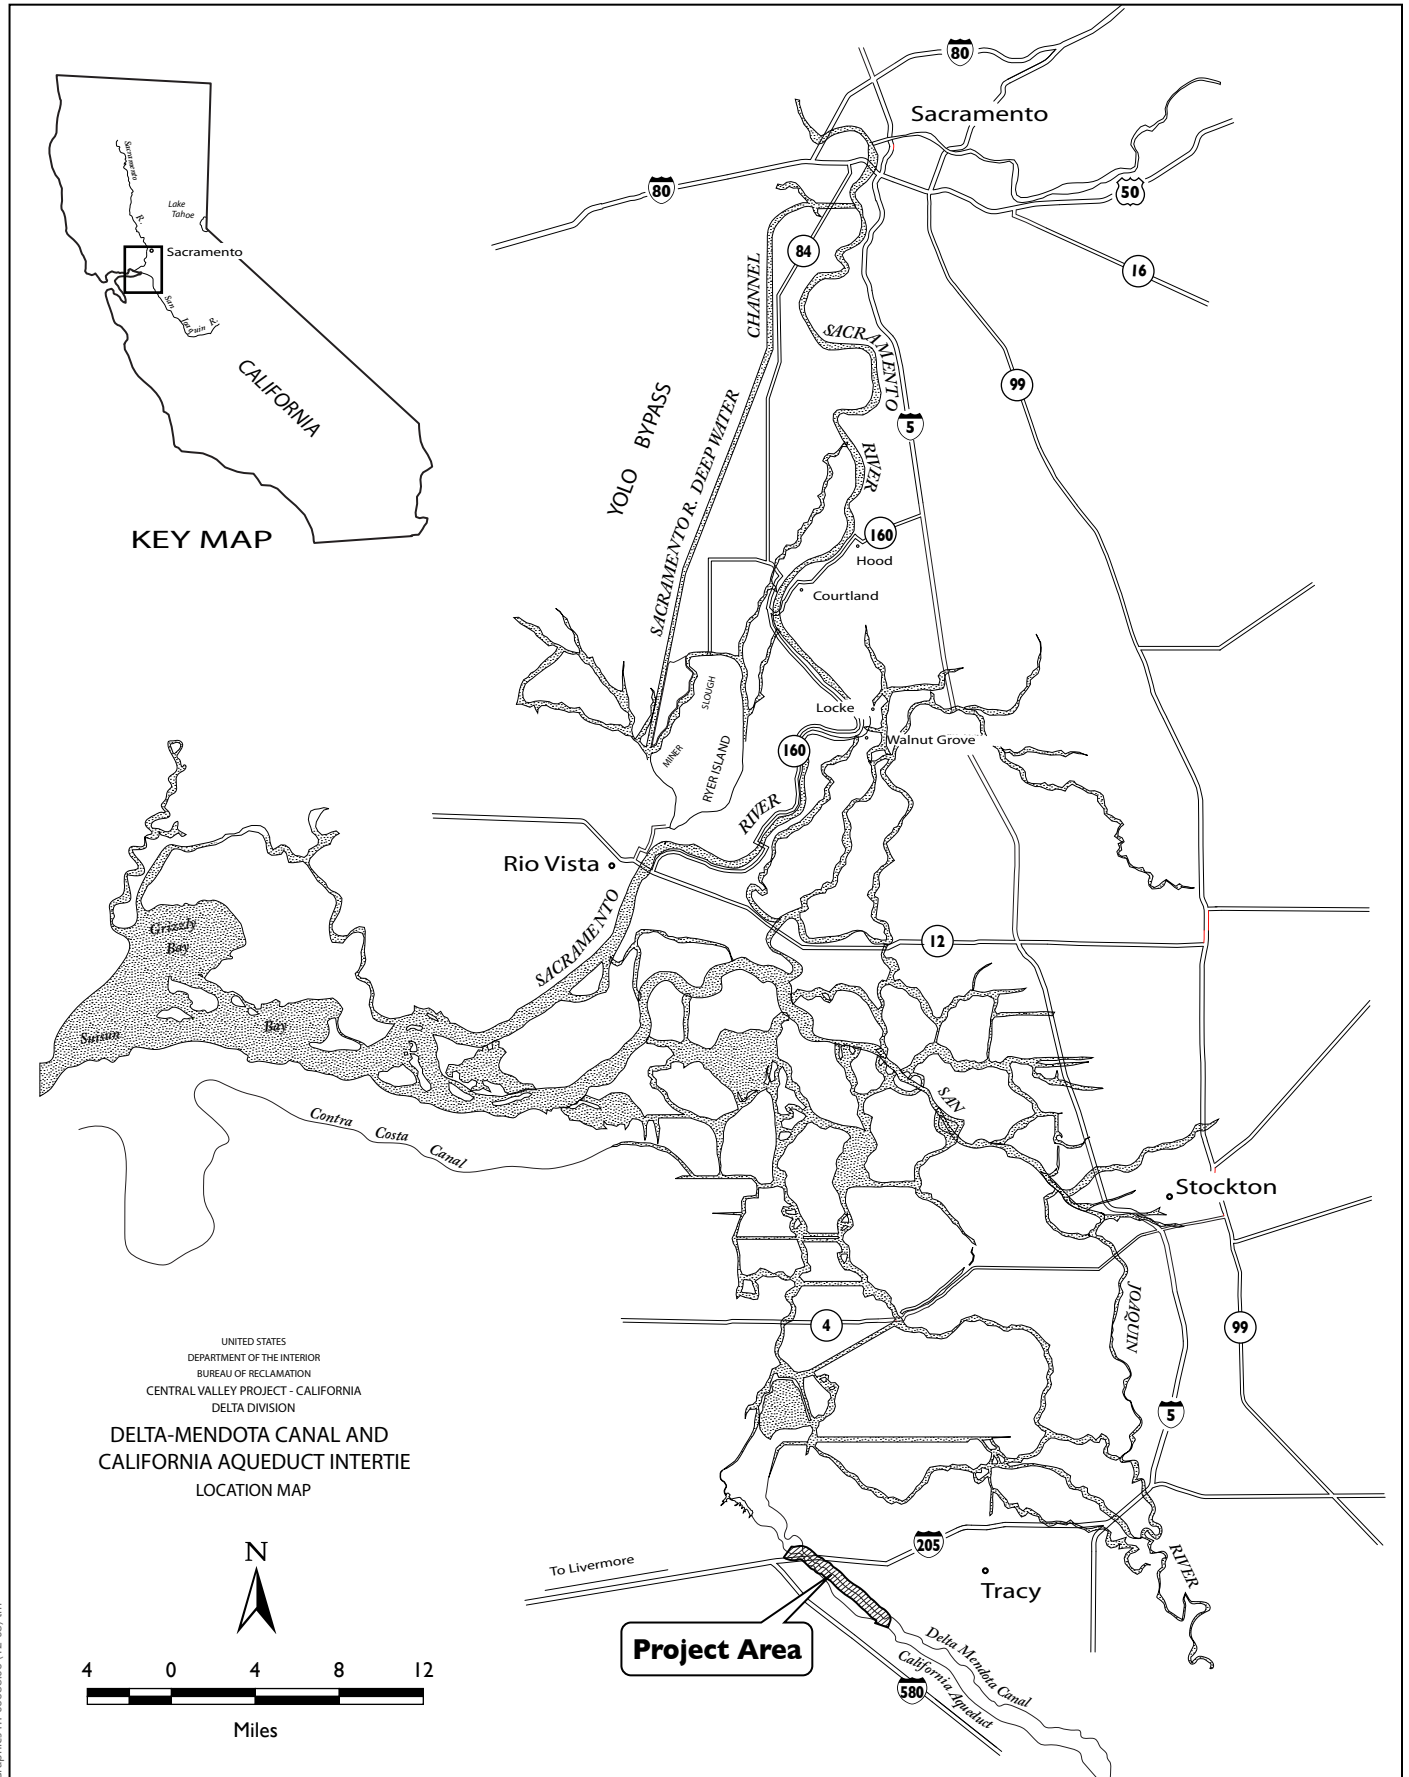 80
Sacramento
80
50
84
16
CHANNEL
SACRAMENTO
99
5
YOLO BYPASS
SACRAMENTO R. DEEP WATER
RIVER
160
Hood
Courtland
Sacramento
R.
Lake
Tahoe
Sacramento
San
Joaquin
R.
CALIFORNIA
KEY MAP
SLOUGH
MINER
RYER ISLAND
Locke
Walnut Grove
160
RIVER
Rio Vista
SACRAMENTO
12
Grizzly
Bay
Suisun
Bay
Contra
Costa
Canal
SAN
Stockton
JOAQUIN
4
99
5
UNITED STATES
DEPARTMENT OF THE INTERIOR
BUREAU OF RECLAMATION
CENTRAL VALLEY PROJECT - CALIFORNIA
DELTA DIVISION
DELTA-MENDOTA CANAL AND
CALIFORNIA AQUEDUCT INTERTIE
LOCATION MAP
N
4 0 4 8 12
Miles
To Livermore
205
Tracy
RIVER
Project Area
Delta Mendota Canal
California Aqueduct
580